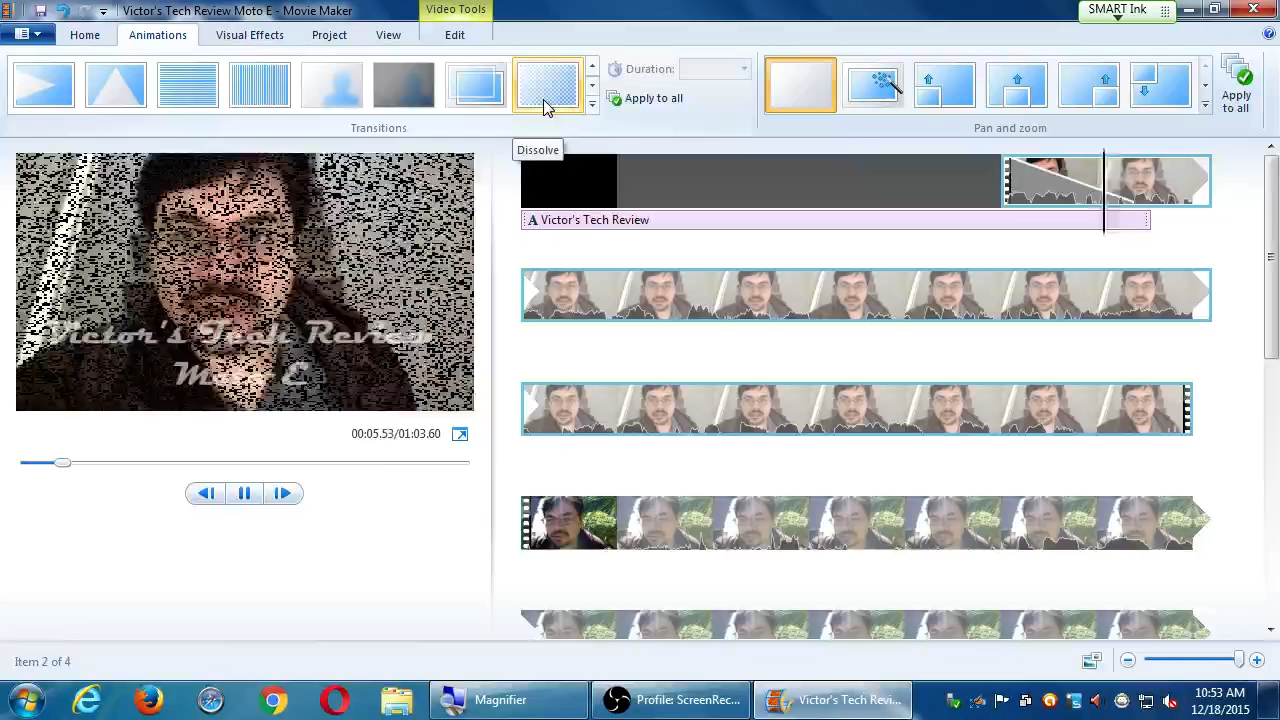 Victor's Tech Review Moto E - Movie Maker
Video Tools
SMART Ink
Home
Animations
Visual Effects
Project
View
Edit
Duration:
Apply to all
Apply to all
Transitions
Pan and zoom
Dissolve
A Victor's Tech Review
Victor's Tech Review
Moto E
00:05.53/01:03.60
Item 2 of 4
Magnifier
Profile: ScreenRec...
Victor's Tech Revi...
10:53 AM
12/18/2015